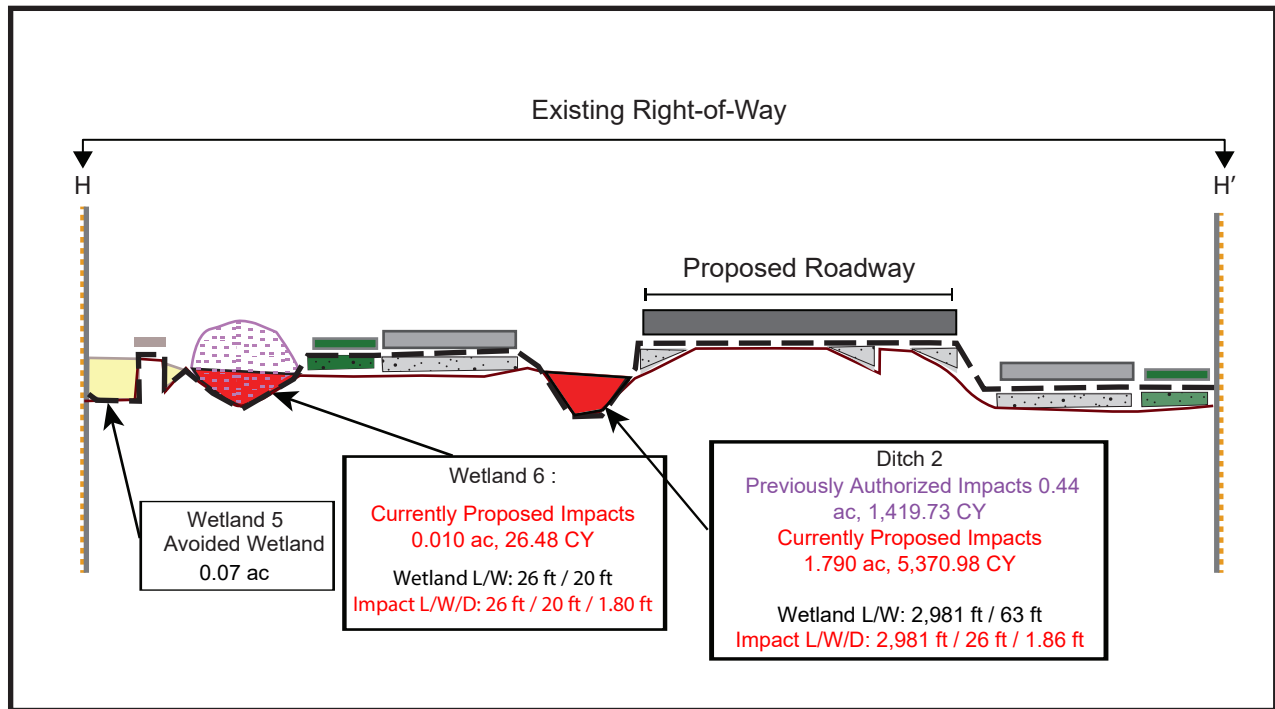 Existing Right-of-Way
H
H'
Proposed Roadway
Wetland 5
Avoided Wetland
0.07 ac
Wetland 6 :
Currently Proposed Impacts
0.010 ac, 26.48 CY
Wetland L/W: 26 ft / 20 ft
Impact L/W/D: 26 ft / 20 ft / 1.80 ft
Ditch 2
Previously Authorized Impacts 0.44
ac, 1,419.73 CY
Currently Proposed Impacts
1.790 ac, 5,370.98 CY
Wetland L/W: 2,981 ft / 63 ft
Impact L/W/D: 2,981 ft / 26 ft / 1.86 ft